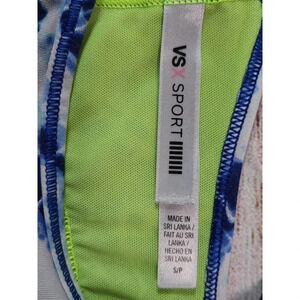 VSX SPORT
MADE IN
SRI LANKA /
FAIT AU SRI
LANKA /
HECHO EN
SRI LANKA
S/P